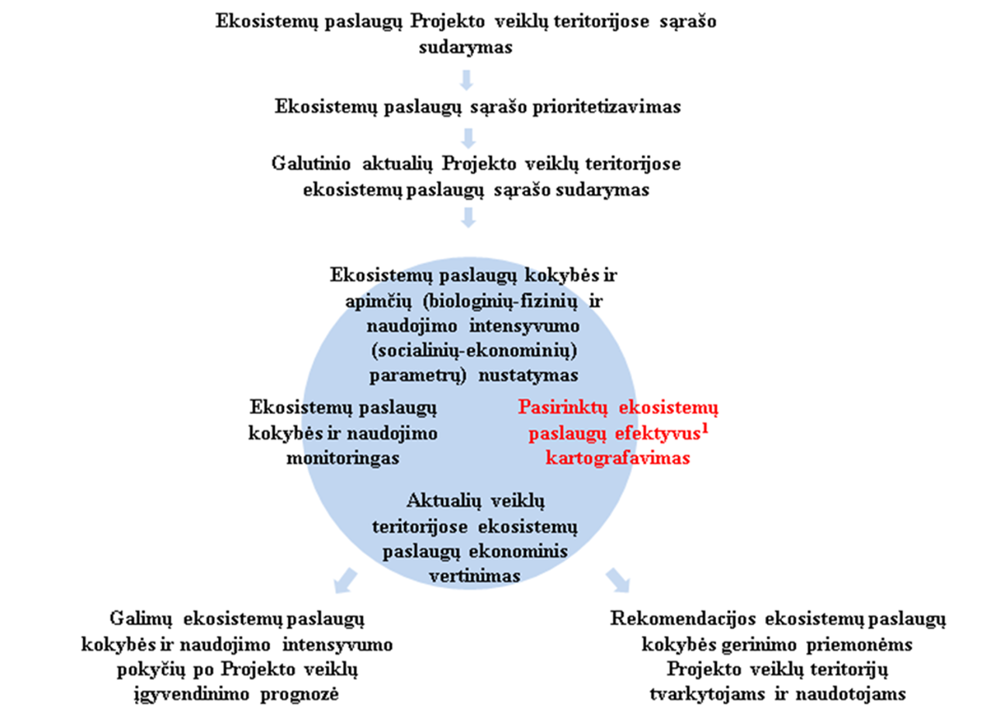 Ekosistemų paslaugų Projekto veiklų teritorijose sąrašo
sudarymas
Ekosistemų paslaugų sąrašo prioritetizavimas
Galutinio aktualių Projekto veiklų teritorijose
ekosistemų paslaugų sąrašo sudarymas
Ekosistemų paslaugų kokybės ir
apimčių (biologinių-fizinių ir
naudojimo intensyvumo
(socialinių-ekonominių)
parametrų) nustatymas
Ekosistemų paslaugų
kokybės ir naudojimo
monitoringas
Pasirinktų ekosistemų
paslaugų efektyvus¹
kartografavimas
Aktualių veiklų
teritorijose ekosistemų
paslaugų ekonominis
vertinimas
Galimų ekosistemų paslaugų
kokybės ir naudojimo intensyvumo
pokyčių po Projekto veiklų
įgyvendinimo prognozė
Rekomendacijos ekosistemų paslaugų
kokybės gerinimo priemonėms
Projekto veiklų teritorijų
tvarkytojams ir naudotojams